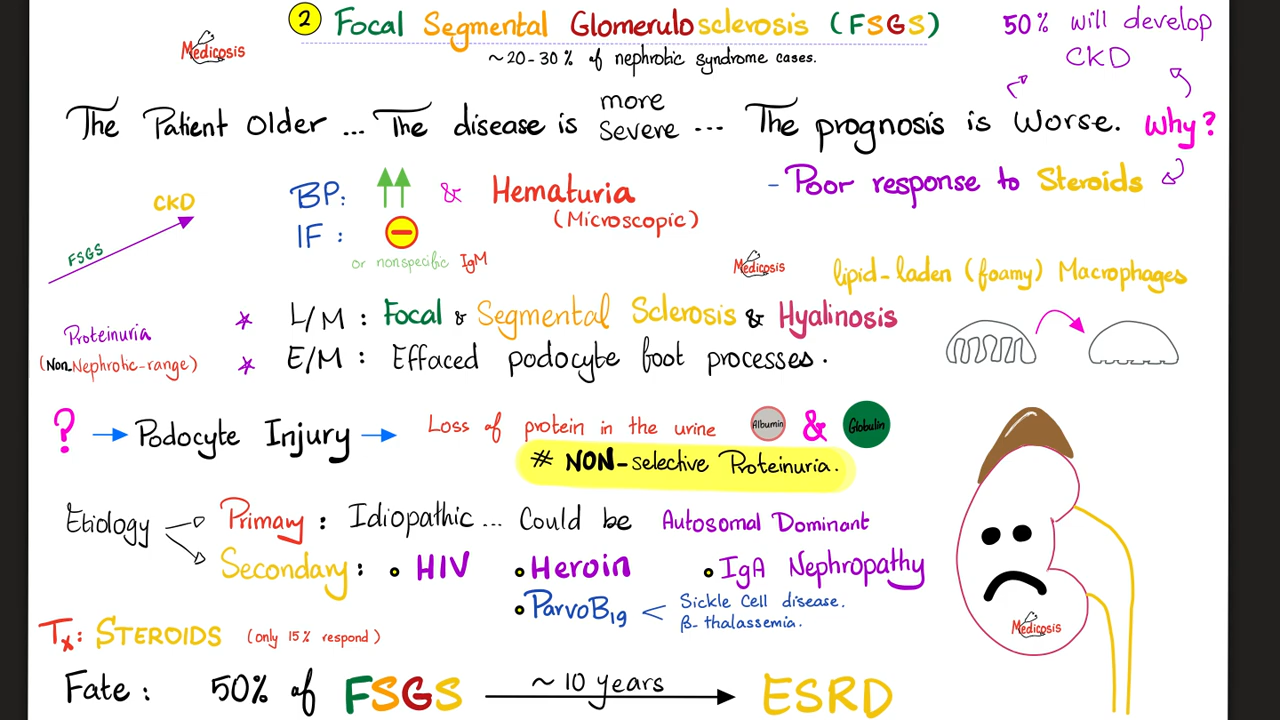 2 Focal Segmental Glomerulosclerosis (FSGS)
~20-30% of nephrotic syndrome cases.
50% will develop
CKD
Medicosis
The Patient Older ... The disease is more severe ... The prognosis is worse. Why?
- Poor response to Steroids
CKD
FSGS
BP: & Hematuria
(Microscopic)
IF :
or nonspecific IgM
Medicosis
lipid-laden (foamy) Macrophages
Proteinuria
(Non-Nephrotic-range)
* L/M : Focal & Segmental Sclerosis & Hyalinosis
* E/M : Effaced podocyte foot processes.
? → Podocyte Injury → Loss of protein in the urine Albumin & Globulin
# NON-selective Proteinuria.
Etiology
Primary : Idiopathic ... Could be Autosomal Dominant
Secondary : • HIV • Heroin • IgA Nephropathy
• ParvoB19 < Sickle Cell disease.
β-thalassemia.
Medicosis
Tx: STEROIDS (only 15% respond)
Fate : 50% of FSGS ~10 years ESRD